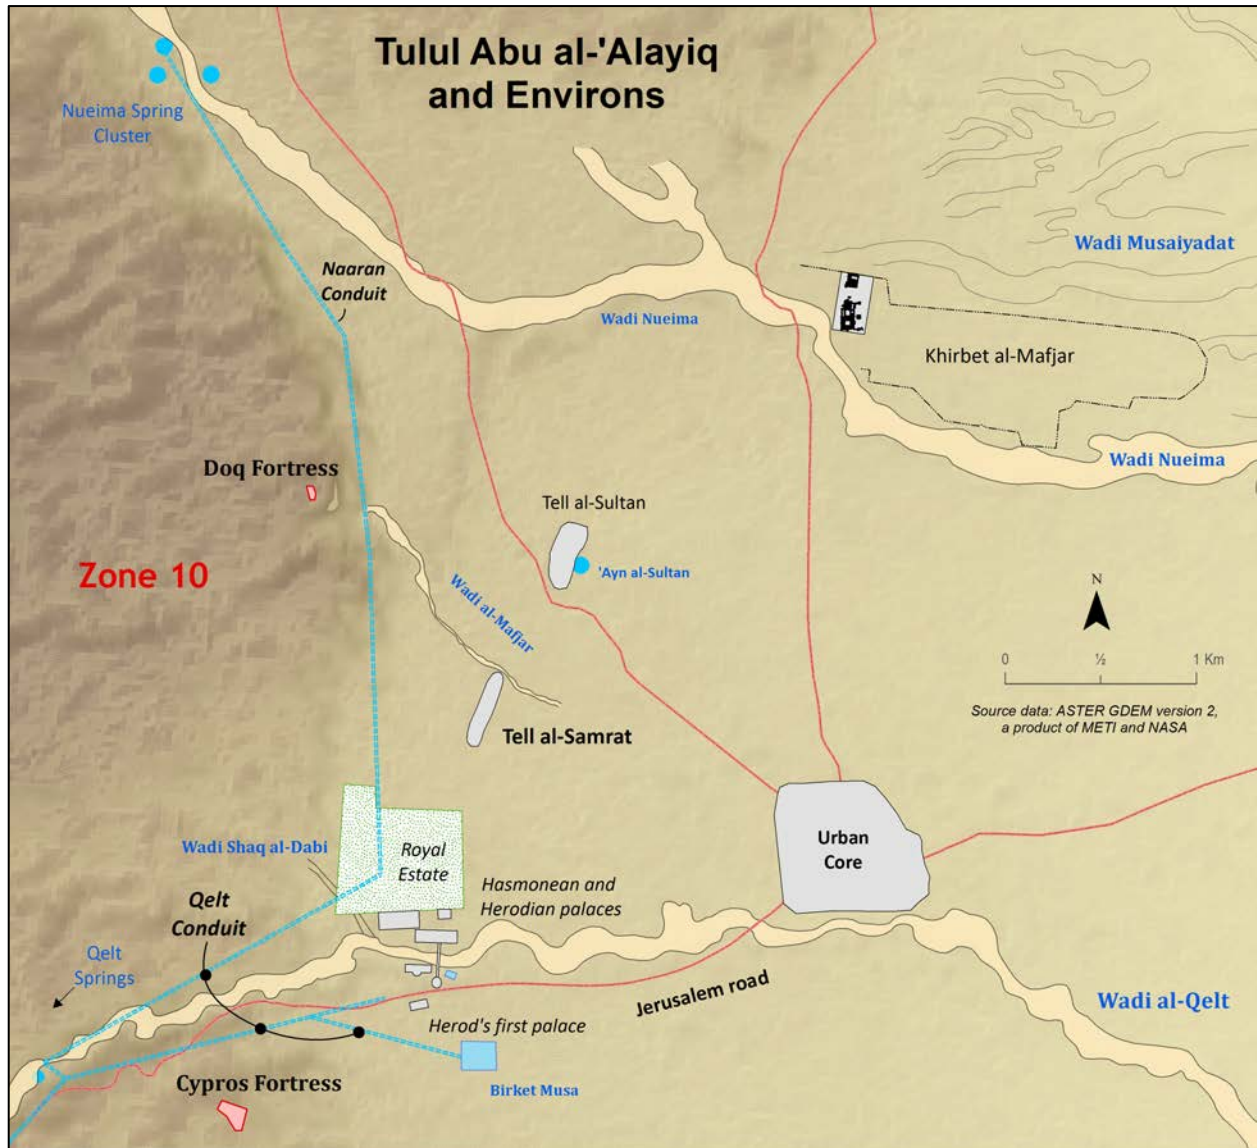 Tulul Abu al-'Alayiq
and Environs
Nueima Spring
Cluster
Wadi Musaiyadat
Naaran
Conduit
Wadi Nueima
Khirbet al-Mafjar
Wadi Nueima
Doq Fortress
Tell al-Sultan
Zone 10
'Ayn al-Sultan
Wadi al-Mafjar
N
0 ½ 1 Km
Source data: ASTER GDEM version 2,
a product of METI and NASA
Tell al-Samrat
Wadi Shaq al-Dabi
Royal
Estate
Urban
Core
Hasmonean and
Herodian palaces
Qelt
Conduit
Qelt
Springs
Jerusalem road
Wadi al-Qelt
Herod's first palace
Cypros Fortress
Birket Musa